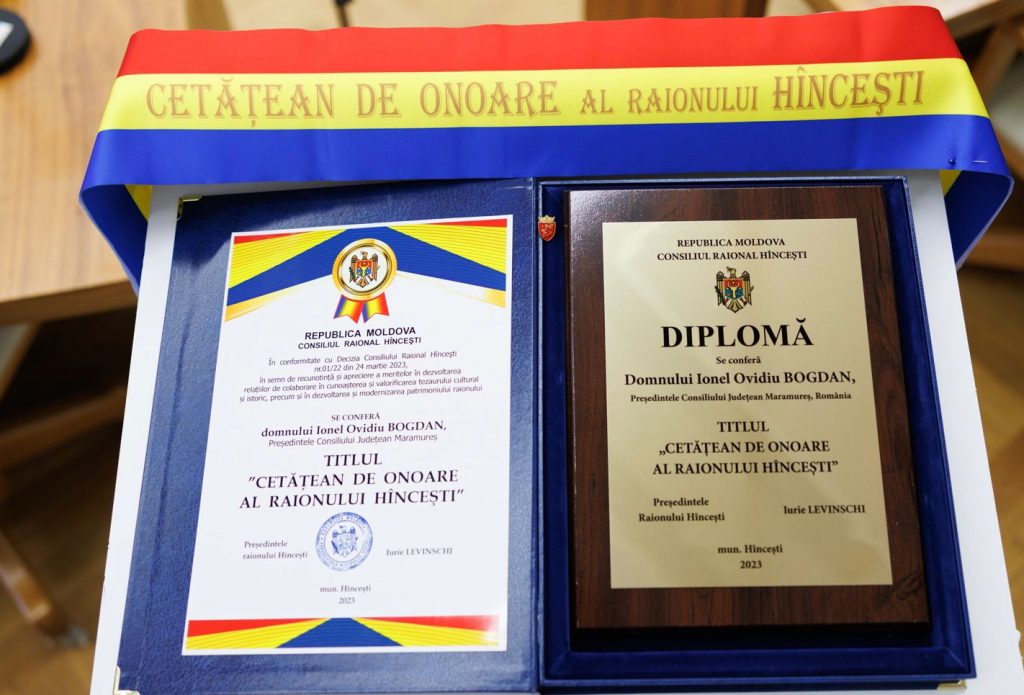 CETĂȚEAN DE ONOARE AL RAIONULUI HÎNCEŞTI
REPUBLICA MOLDOVA
CONSILIUL RAIONAL HÎNCEŞTI
În conformitate cu Decizia Consiliului Raional Hîncești
nr.01/22 din 24 martie 2023,
în semn de recunotință și apreciere a meritelor în dezvoltarea
relațiilor de colaborare în cunoașterea și valorificarea tezaurului cultural
și istoric, precum și în dezvoltarea și modernizarea patrimoniului raionului
SE CONFERĂ
domnului Ionel Ovidiu BOGDAN,
Președintele Consiliului Județean Maramureș
TITLUL
"CETĂȚEAN DE ONOARE
AL RAIONULUI HÎNCEŞTI"
Președintele
raionului Hîncești
Iurie LEVINSCHI
mun. Hîncești
2023
REPUBLICA MOLDOVA
CONSILIUL RAIONAL HÎNCEȘTI
DIPLOMĂ
Se conferă
Domnului Ionel Ovidiu BOGDAN,
Președintele Consiliului Județean Maramureș, România
TITLUL
„CETĂȚEAN DE ONOARE
AL RAIONULUI HÎNCEȘTI”
Președintele
Raionului Hîncești
Iurie LEVINSCHI
mun. Hîncești
2023